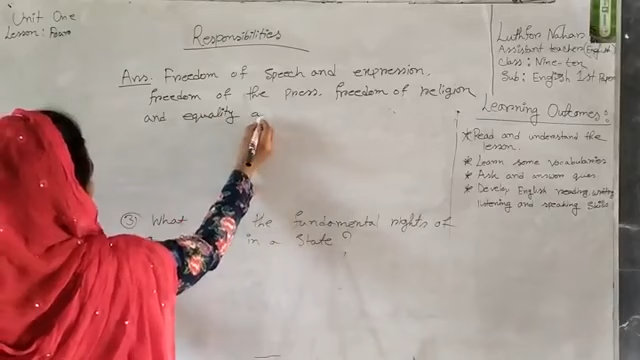 Unit One
Lesson: Four
Responsibilities
Luthfor Nahar
Assistant teacher (English)
Class: Nine-ten
Sub: English 1st Paper
Ans. Freedom of Speech and expression,
freedom of the press. freedom of religion
and equality a
Learning Outcomes:
* Read and understand the
lesson.
* Learn some vocabularies
* Ask and answer ques.
* Develop English reading, writing
listening and speaking skills
3 What the fundamental rights of
in a State?